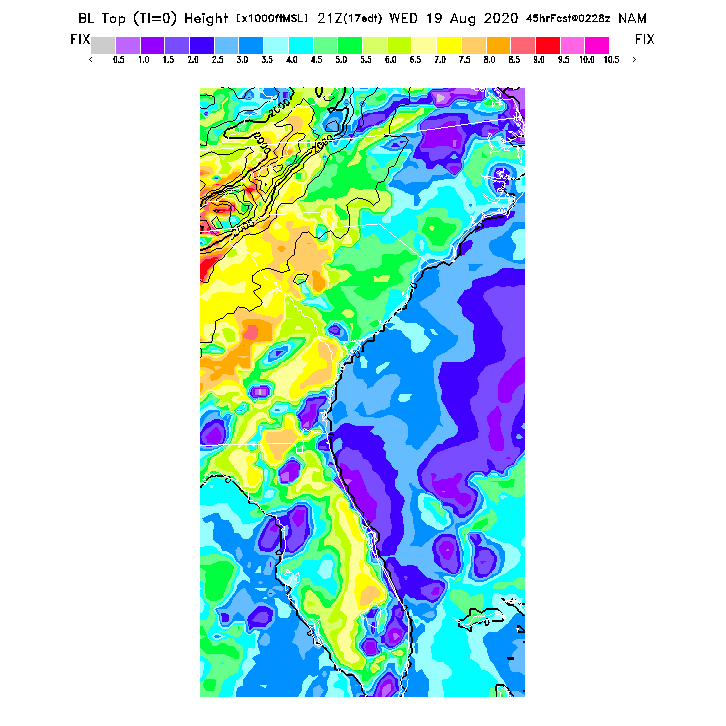 BL Top (TI=0) Height [x1000ftMSL] 21Z(17edt) WED 19 Aug 2020 45hrFcst@0228z NAM
FIX FIX
< 0.5 1.0 1.5 2.0 2.5 3.0 3.5 4.0 4.5 5.0 5.5 6.0 6.5 7.0 7.5 8.0 8.5 9.0 9.5 10.0 10.5 >
2000
2000
2000